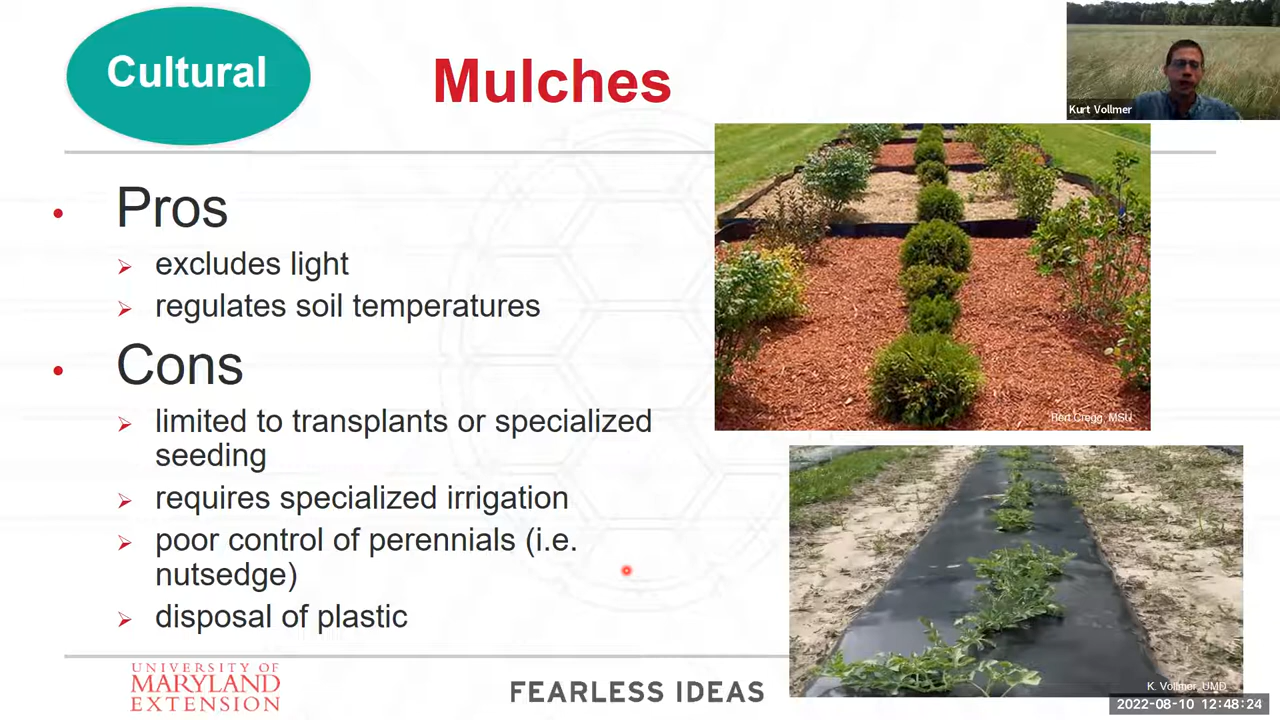 Cultural
Mulches
Kurt Vollmer
Pros
excludes light
regulates soil temperatures
Cons
limited to transplants or specialized
seeding
requires specialized irrigation
poor control of perennials (i.e.
nutsedge)
disposal of plastic
Bert Cregg, MSU
K. Vollmer, UMD
UNIVERSITY OF
MARYLAND
EXTENSION
FEARLESS IDEAS
2022-08-10 12:48:24